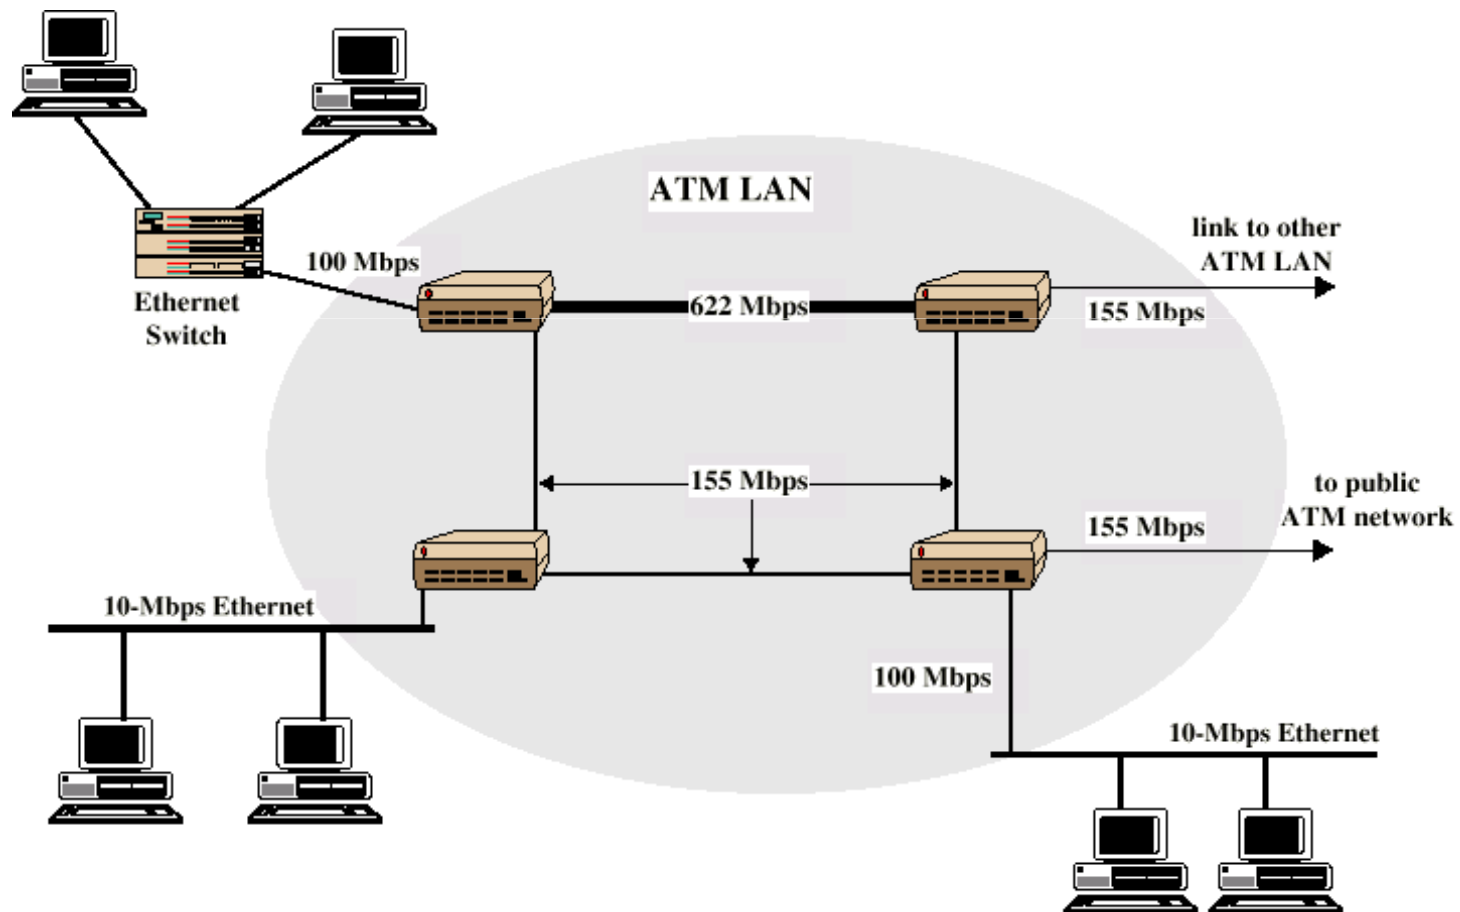 ATM LAN
link to other
ATM LAN
100 Mbps
Ethernet
Switch
622 Mbps
155 Mbps
155 Mbps
to public
ATM network
155 Mbps
10-Mbps Ethernet
100 Mbps
10-Mbps Ethernet